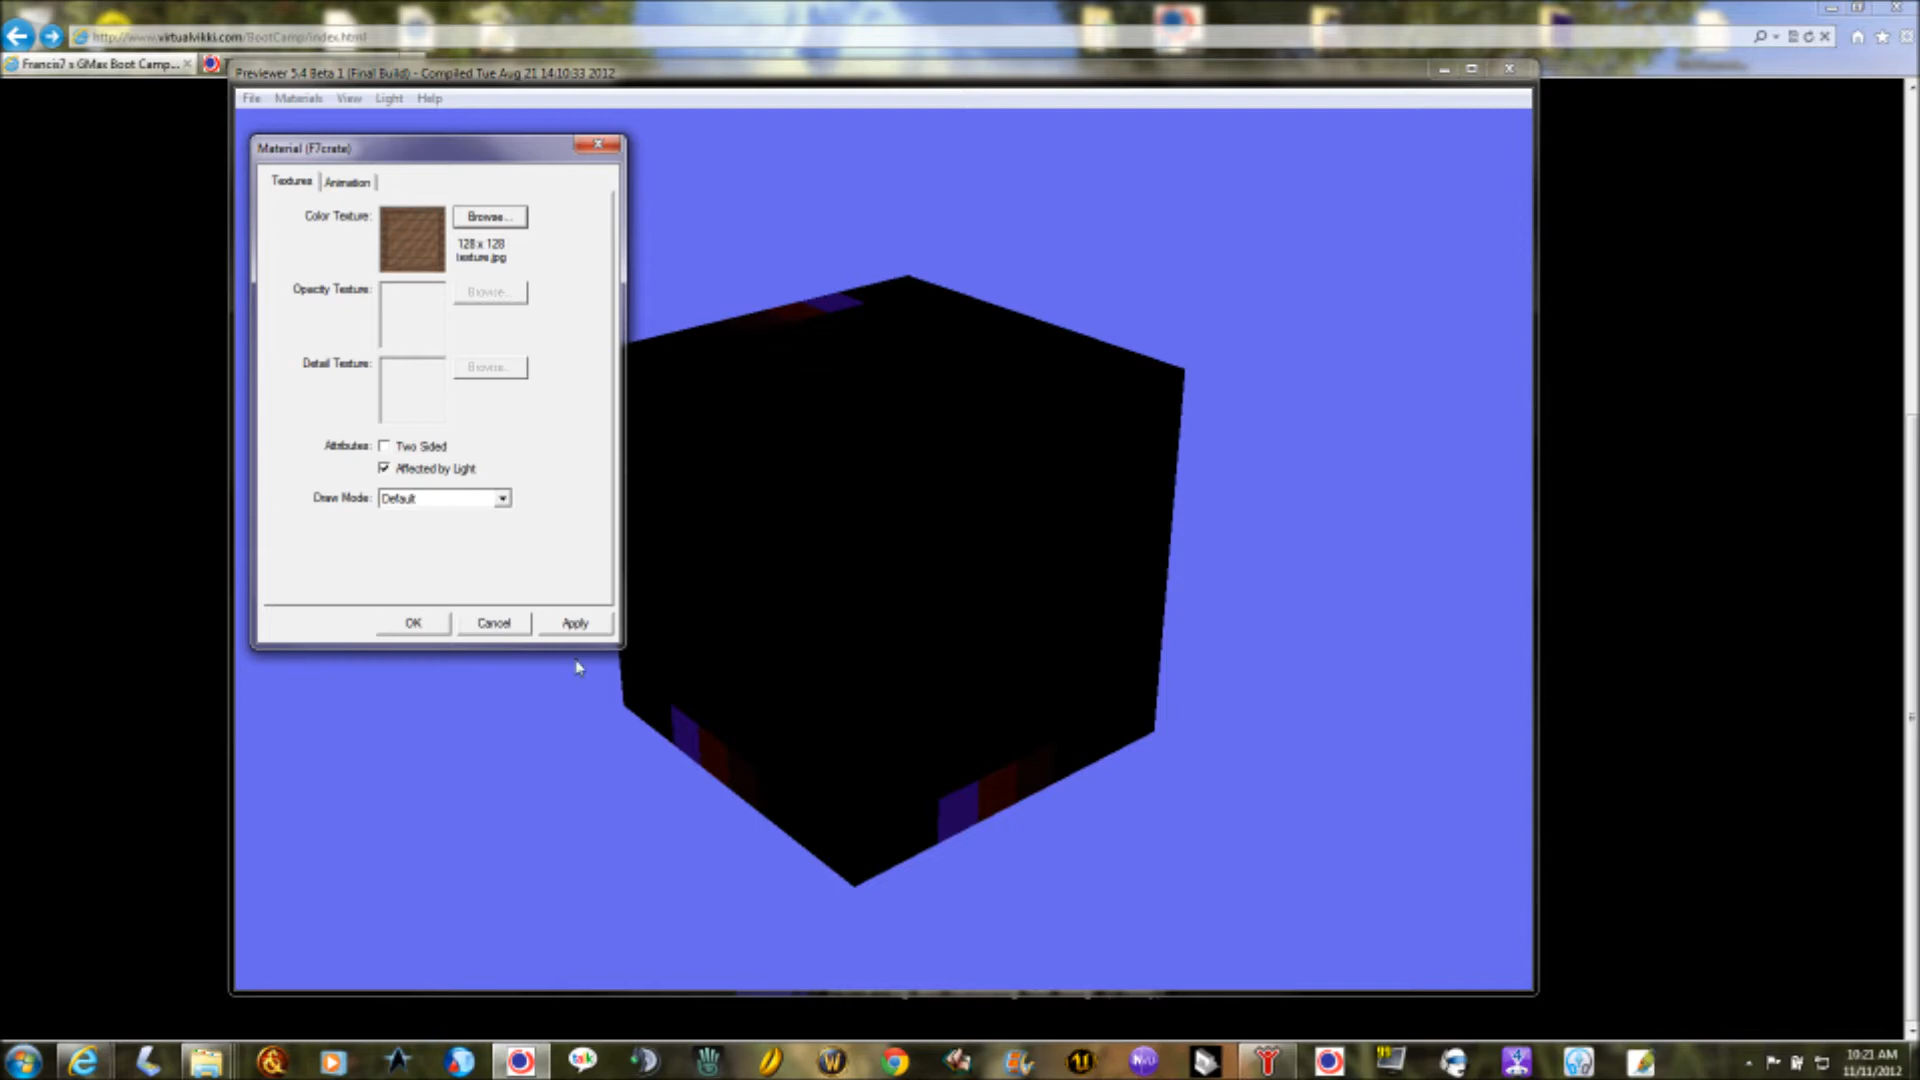 http://www.virtualvikki.com/BootCamp/index.html
Francis7's GMax Boot Camp...
Previewer 5.4 Beta 1 (Final Build) - Compiled Tue Aug 21 14:10:33 2012
File Materials View Light Help
Material (F7crate)
Textures Animation
Color Texture: Browse...
128 x 128
texture.jpg
Opacity Texture: Browse...
Detail Texture: Browse...
Attributes: Two Sided
Affected by Light
Draw Mode: Default
OK Cancel Apply
talk
10:21 AM
11/11/2012